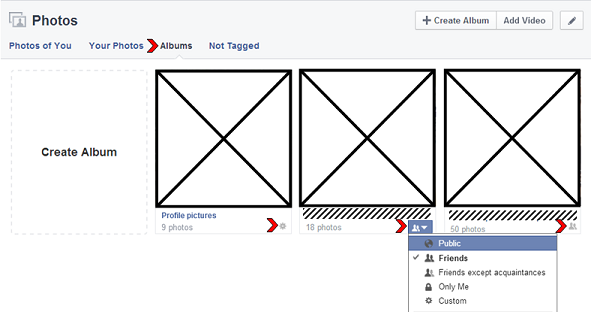 Photos
Create Album Add Video
Photos of You Your Photos Albums Not Tagged
Create Album
Profile pictures
9 photos
18 photos
50 photos
Public
Friends
Friends except acquaintances
Only Me
Custom